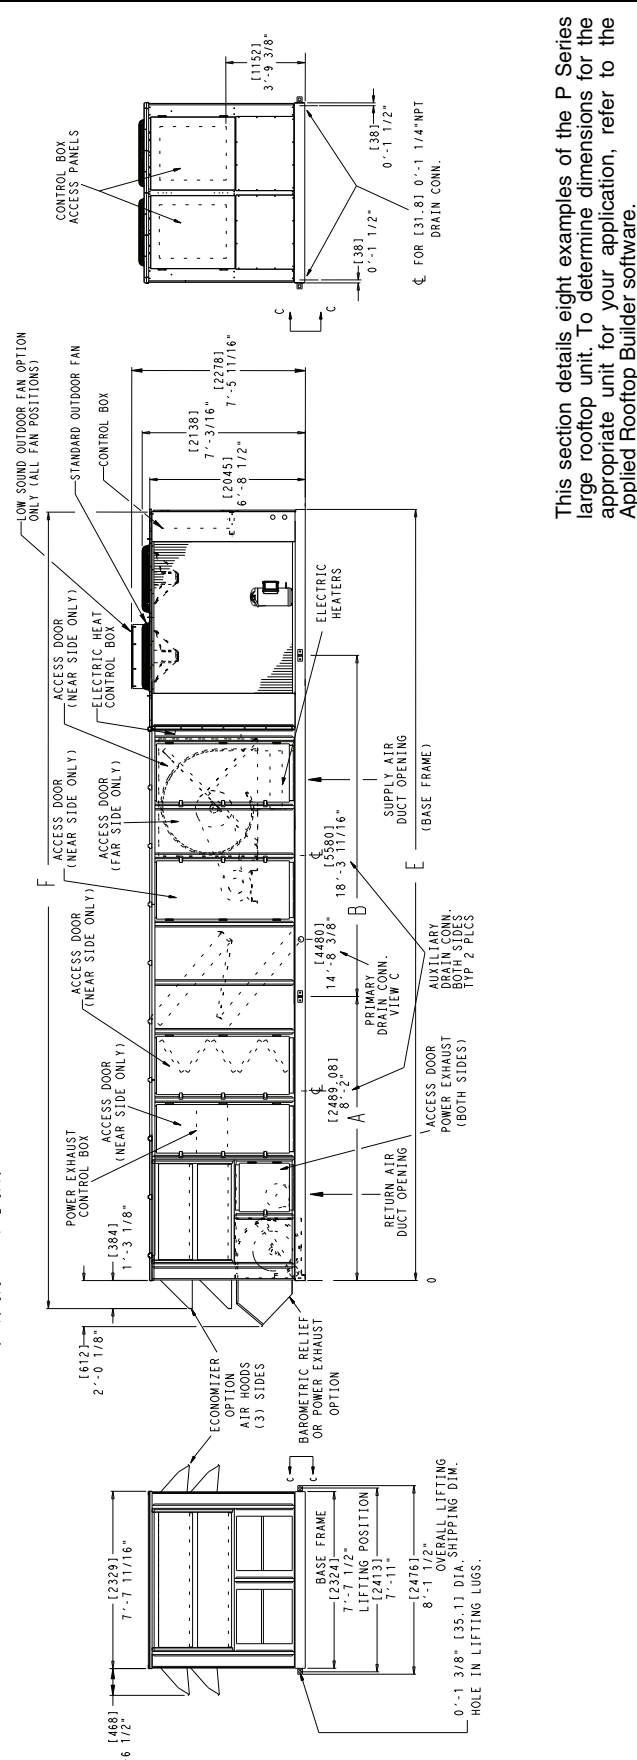 [468]
6 1/2"
[2329]
7'-7 11/16"
BASE FRAME
[2324]
7'-7 1/2"
LIFTING POSITION
[2413]
7'-11"
[2476]
8'-1 1/2"
OVERALL LIFTING
SHIPPING DIM.
0'-1 3/8" [35.1] DIA.
HOLE IN LIFTING LUGS.
C
C
ECONOMIZER
OPTION
AIR HOODS
(3) SIDES
BAROMETRIC RELIEF
OR POWER EXHAUST
OPTION
[612]
2'-0 1/8"
[384]
1'-3 1/8"
F
POWER EXHAUST
CONTROL BOX
ACCESS DOOR
(NEAR SIDE ONLY)
ACCESS DOOR
(NEAR SIDE ONLY)
ACCESS DOOR
(NEAR SIDE ONLY)
ACCESS DOOR
(FAR SIDE ONLY)
ACCESS DOOR
(NEAR SIDE ONLY)
ELECTRIC HEAT
CONTROL BOX
LOW SOUND OUTDOOR FAN OPTION
ONLY (ALL FAN POSITIONS)
STANDARD OUTDOOR FAN
CONTROL BOX
[2045]
6'-8 1/2"
[2138]
7'-3/16"
[2278]
7'-5 11/16"
ELECTRIC
HEATERS
0
RETURN AIR
DUCT OPENING
ACCESS DOOR
POWER EXHAUST
(BOTH SIDES)
A
℄
[2489.08]
8'-2"
PRIMARY
DRAIN CONN.
VIEW C
[4480]
14'-8 3/8"
AUXILIARY
DRAIN CONN.
BOTH SIDES
TYP 2 PLCS
B
℄
[5580]
18'-3 11/16"
SUPPLY AIR
DUCT OPENING
E
(BASE FRAME)
C
C
CONTROL BOX
ACCESS PANELS
[1152]
3'-9 3/8"
[38]
0'-1 1/2"
[38]
0'-1 1/2"
℄ FOR [31.8] 0'-1 1/4"NPT
DRAIN CONN.
This section details eight examples of the P Series
large rooftop unit. To determine dimensions for the
appropriate unit for your application, refer to the
Applied Rooftop Builder software.